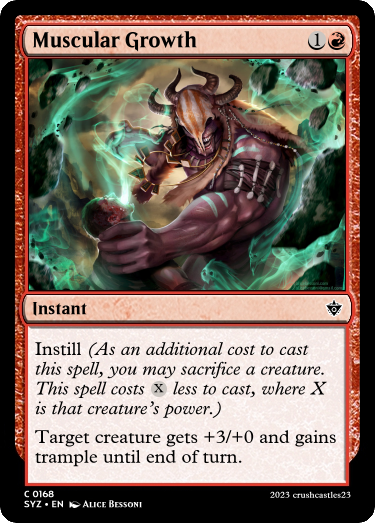 Muscular Growth 1
Instant
Instill (As an additional cost to cast
this spell, you may sacrifice a creature.
This spell costs X less to cast, where X
is that creature's power.)
Target creature gets +3/+0 and gains
trample until end of turn.
C 0168
SYZ • EN Alice Bessoni
2023 crushcastles23